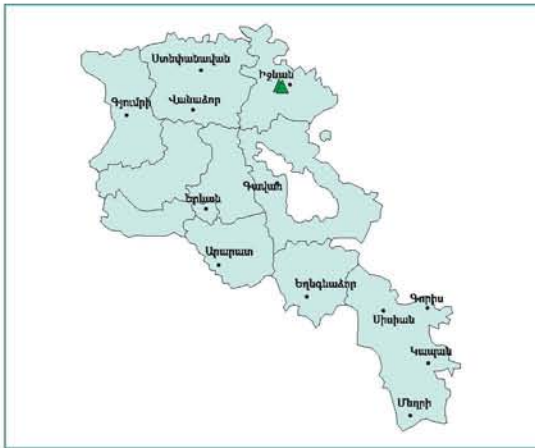 Ստեփանավան
Իջևան
Գյումրի
Վանաձոր
Գավառ
Երևան
Արարատ
Եղեգնաձոր
Գորիս
Սիսիան
Կապան
Մեղրի